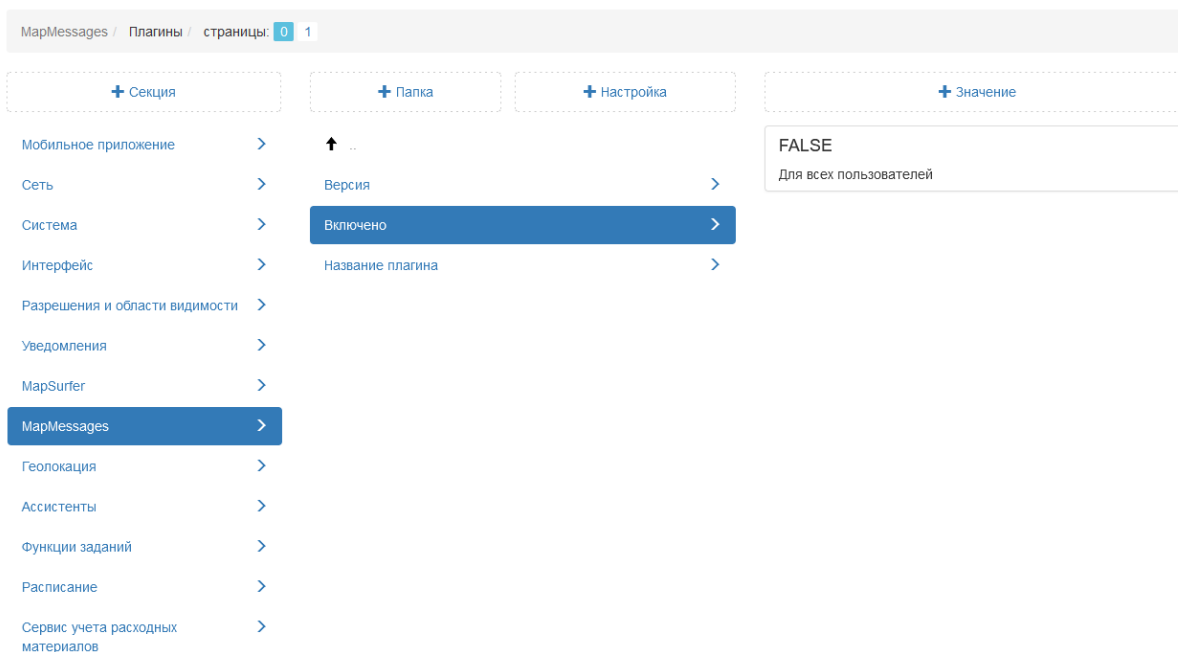 MapMessages / Плагины / страницы: 0 1
Секция
Папка
Настройка
Значение
Мобильное приложение
Сеть
Система
Интерфейс
Разрешения и области видимости
Уведомления
MapSurfer
MapMessages
Геолокация
Ассистенты
Функции заданий
Расписание
Сервис учета расходных
материалов
..
Версия
Включено
Название плагина
FALSE
Для всех пользователей